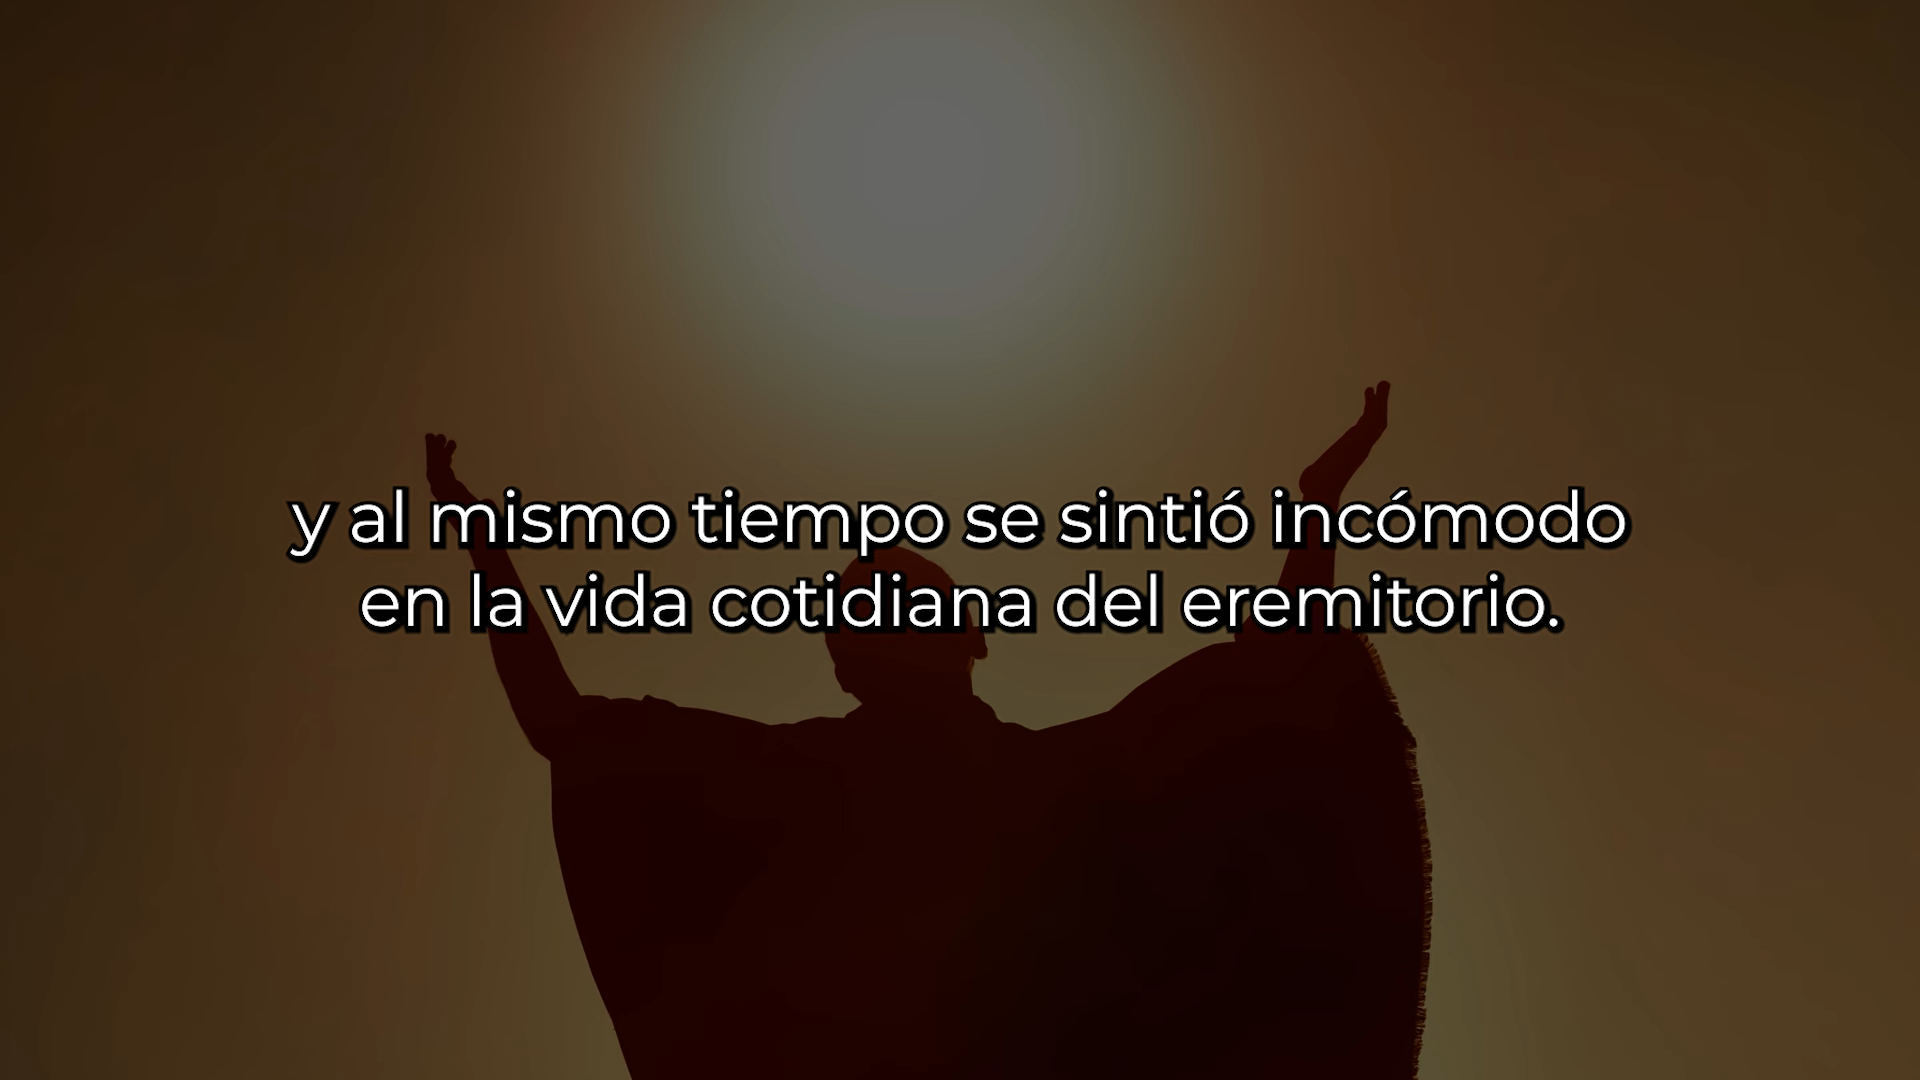 y al mismo tiempo se sintió incómodo
en la vida cotidiana del eremitorio.